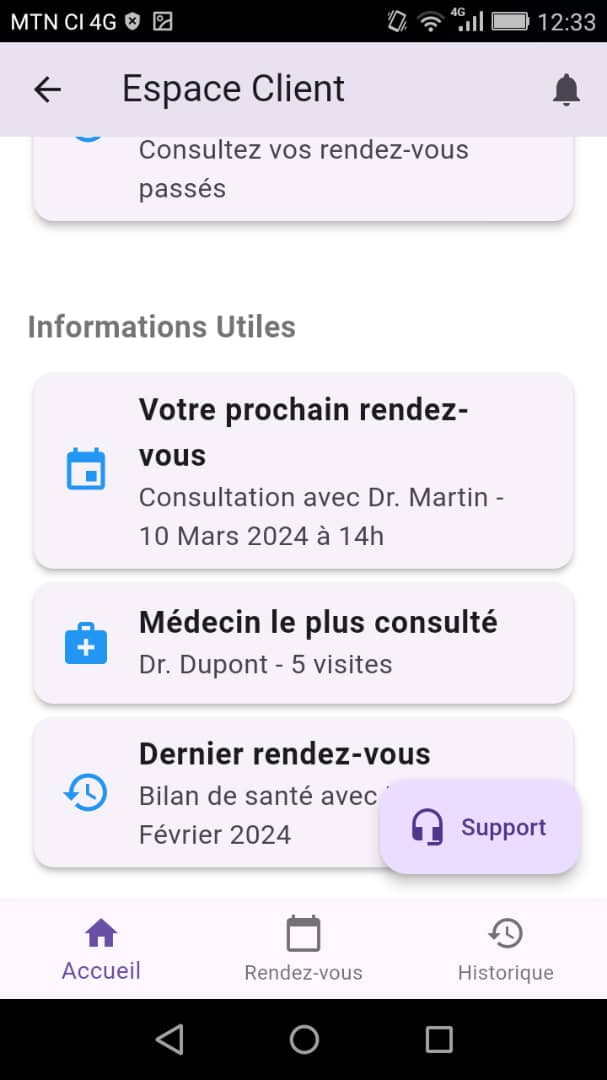 MTN CI 4G
4G
12:33
Espace Client
Consultez vos rendez-vous
passés
Informations Utiles
Votre prochain rendez-
vous
Consultation avec Dr. Martin -
10 Mars 2024 à 14h
Médecin le plus consulté
Dr. Dupont - 5 visites
Dernier rendez-vous
Bilan de santé avec
Février 2024
Support
Accueil
Rendez-vous
Historique